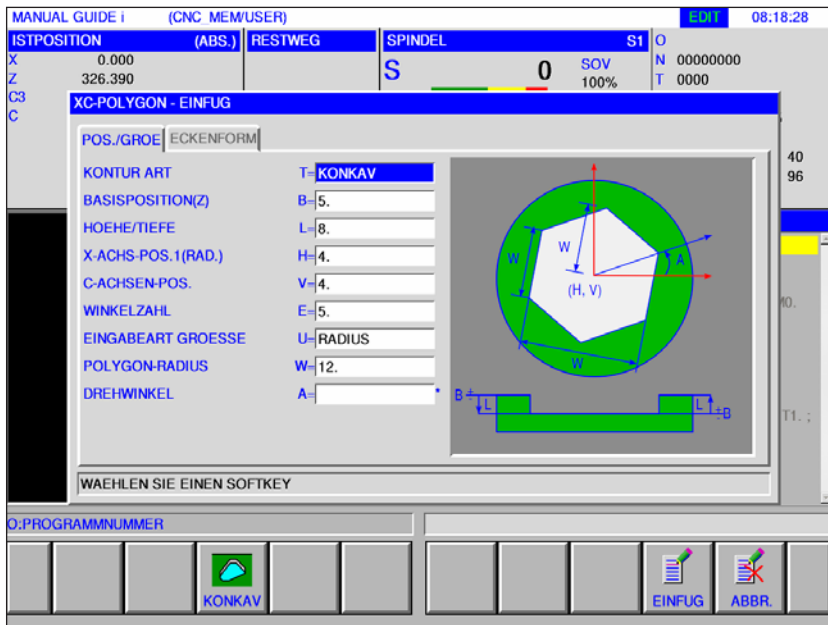 MANUAL GUIDE i (CNC_MEM/USER) EDIT 08:18:28
ISTPOSITION (ABS.) RESTWEG SPINDEL S1 O
X 0.000 N 00000000
Z 326.390 S 0 SOV T 0000
100%
C3
C
XC-POLYGON - EINFUG
POS./GROE ECKENFORM
KONTUR ART T= KONKAV
BASISPOSITION(Z) B= 5.
HOEHE/TIEFE L= 8.
X-ACHS-POS.1(RAD.) H= 4.
C-ACHSEN-POS. V= 4.
WINKELZAHL E= 5.
EINGABEART GROESSE U= RADIUS
POLYGON-RADIUS W= 12.
DREHWINKEL A= *
W
W
A
(H, V)
W
B ± L L ±B
40
96
M0.
T1. ;
WAEHLEN SIE EINEN SOFTKEY
O:PROGRAMMNUMMER
KONKAV EINFUG ABBR.